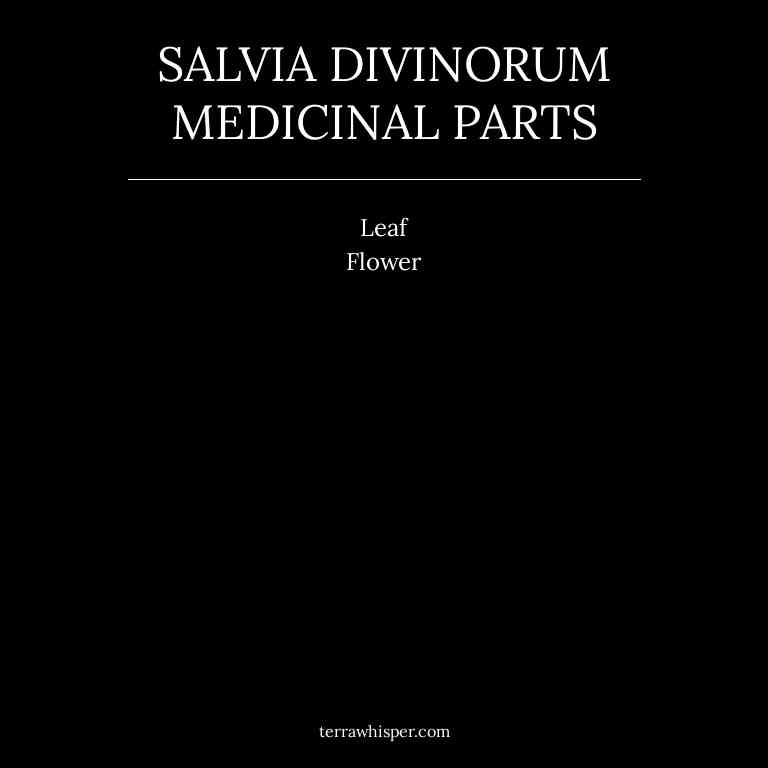 SALVIA DIVINORUM
MEDICINAL PARTS
Leaf
Flower
terrawhisper.com